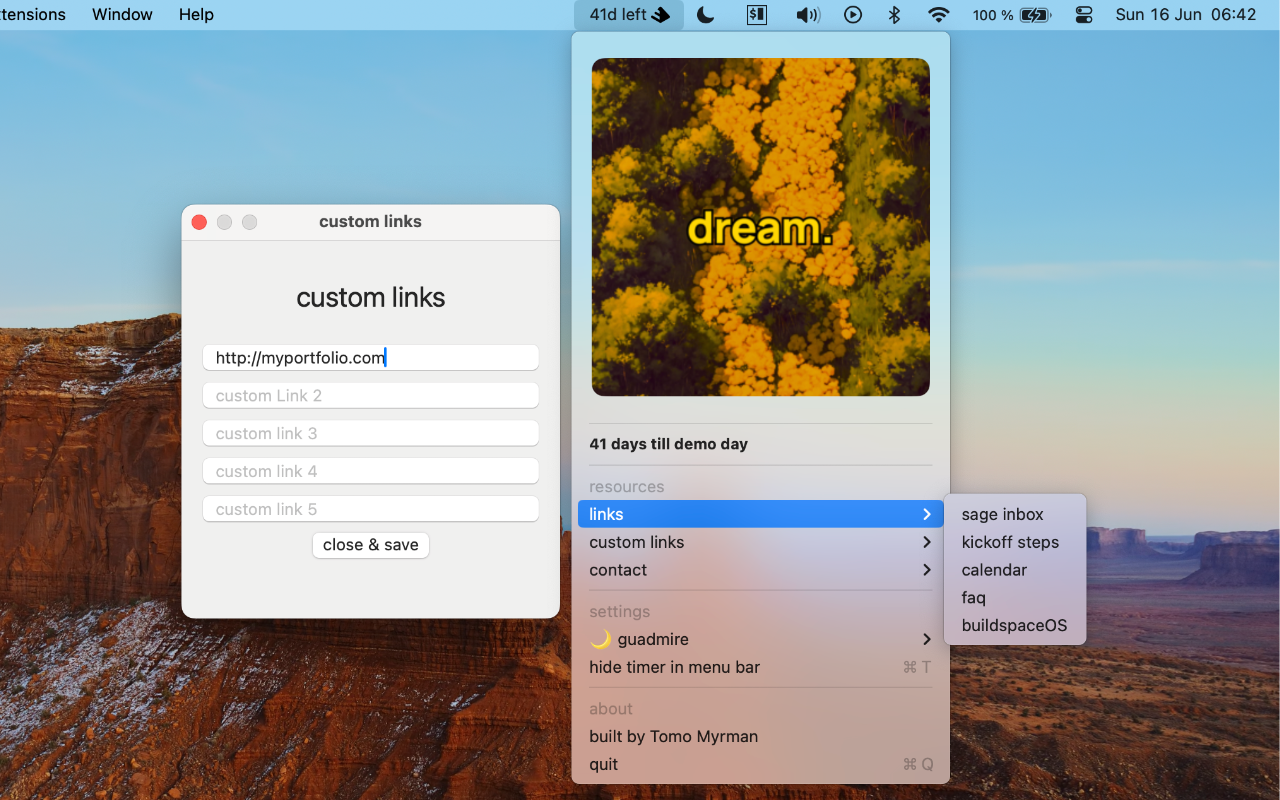 tensions Window Help 41d left $ 100 % Sun 16 Jun 06:42
custom links
custom links
http://myportfolio.com
custom Link 2
custom link 3
custom link 4
custom link 5
close & save
dream.
41 days till demo day
resources
links
custom links
contact
settings
🌙 guadmire
hide timer in menu bar ⌘ T
about
built by Tomo Myrman
quit ⌘ Q
sage inbox
kickoff steps
calendar
faq
buildspaceOS